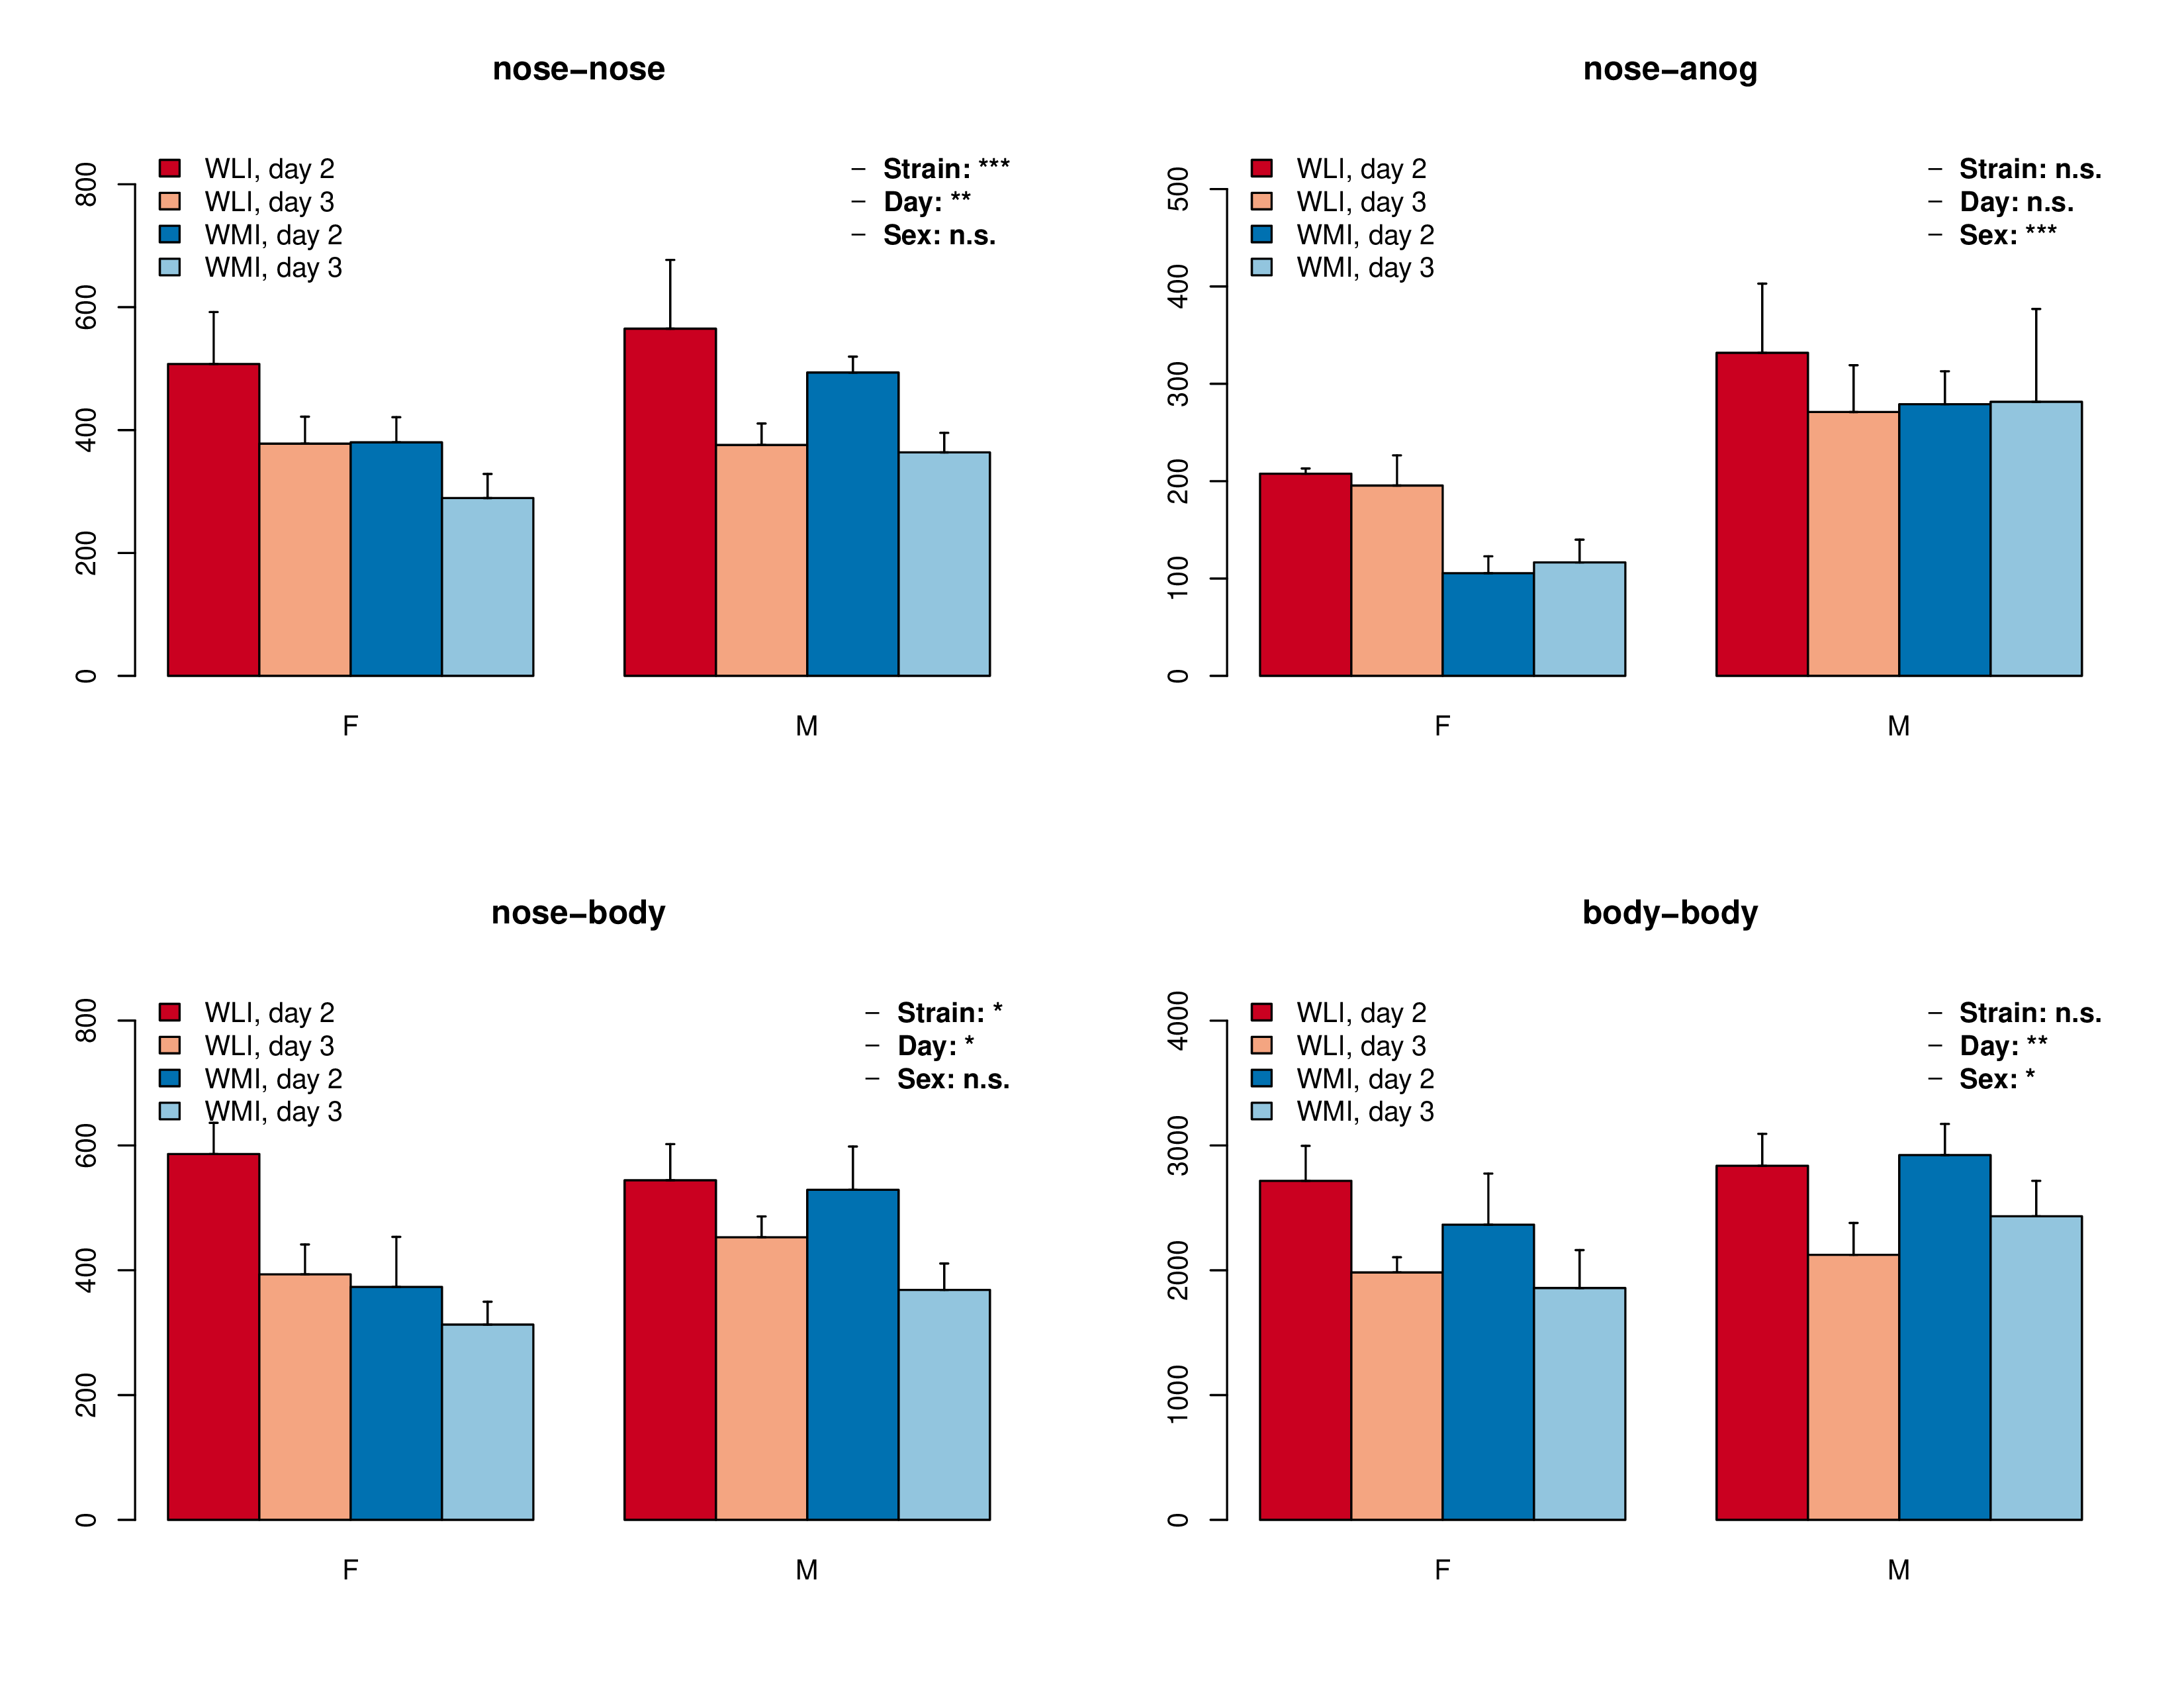 nose−nose
WLI, day 2
WLI, day 3
WMI, day 2
WMI, day 3
– Strain: ***
– Day: **
– Sex: n.s.
800
600
400
200
0
F
M
nose−anog
WLI, day 2
WLI, day 3
WMI, day 2
WMI, day 3
– Strain: n.s.
– Day: n.s.
– Sex: ***
500
400
300
200
100
0
F
M
nose−body
WLI, day 2
WLI, day 3
WMI, day 2
WMI, day 3
– Strain: *
– Day: *
– Sex: n.s.
800
600
400
200
0
F
M
body−body
WLI, day 2
WLI, day 3
WMI, day 2
WMI, day 3
– Strain: n.s.
– Day: **
– Sex: *
4000
3000
2000
1000
0
F
M